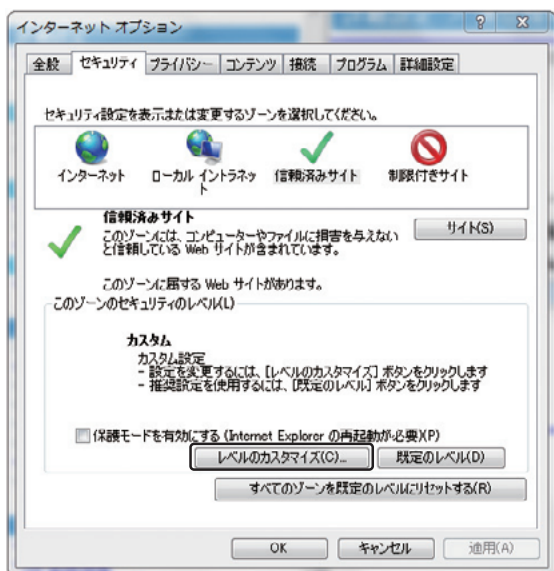 インターネット オプション
全般 セキュリティ プライバシー コンテンツ 接続 プログラム 詳細設定
セキュリティ設定を表示または変更するゾーンを選択してください。
インターネット ローカル イントラネッ 信頼済みサイト 制限付きサイト
ト
信頼済みサイト
このゾーンには、コンピューターやファイルに損害を与えない
と信頼している Web サイトが含まれています。
サイト(S)
このゾーンに属する Web サイトがあります。
このゾーンのセキュリティのレベル(L)
カスタム
カスタム設定
- 設定を変更するには、[レベルのカスタマイズ] ボタンをクリックします
- 推奨設定を使用するには、[既定のレベル] ボタンをクリックします
保護モードを有効にする (Internet Explorer の再起動が必要)(P)
レベルのカスタマイズ(C)... 既定のレベル(D)
すべてのゾーンを既定のレベルにリセットする(R)
OK キャンセル 適用(A)